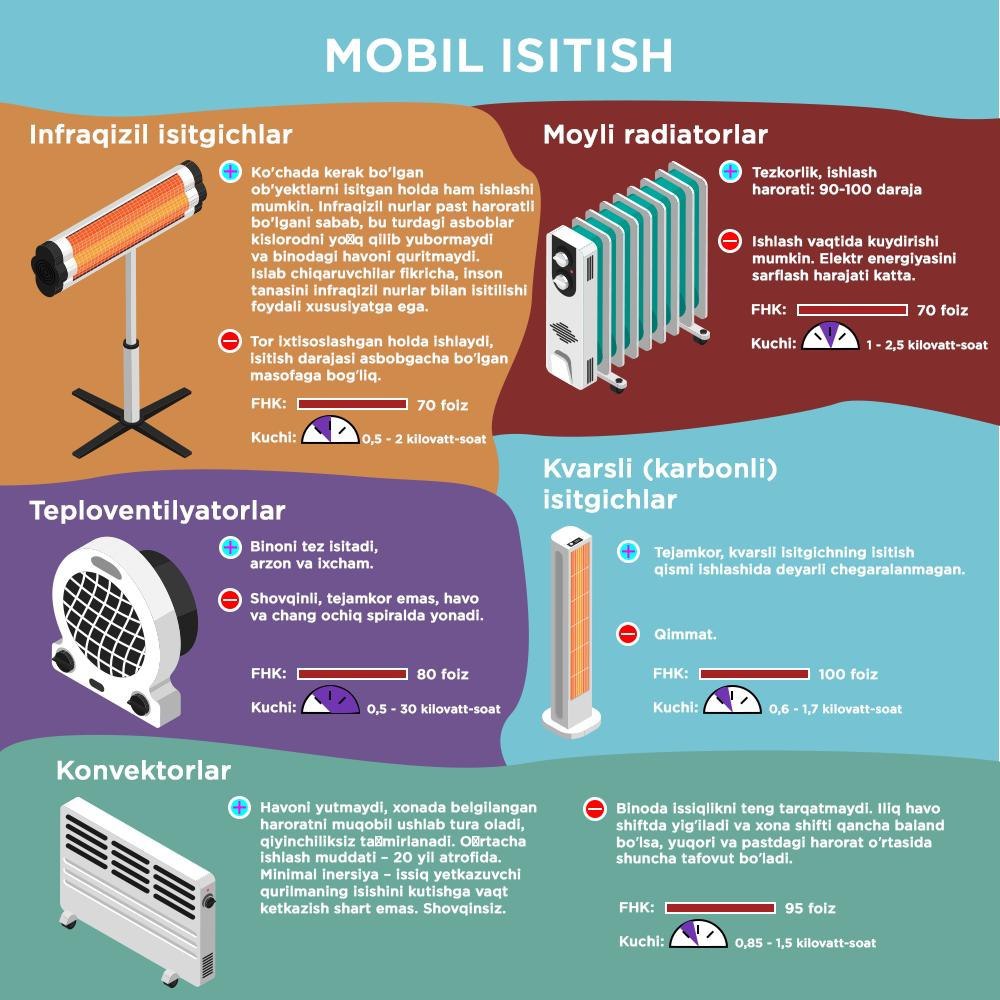 MOBIL ISITISH
Infraqizil isitgichlar
Ko'chada kerak bo'lgan
ob'yektlarni isitgan holda ham ishlashi
mumkin. Infraqizil nurlar past haroratli
bo'lgani sabab, bu turdagi asboblar
kislorodni yo☒q qilib yubormaydi
va binodagi havoni quritmaydi.
Islab chiqaruvchilar fikricha, inson
tanasini infraqizil nurlar bilan isitilishi
foydali xususiyatga ega.
Tor ixtisoslashgan holda ishlaydi,
isitish darajasi asbobgacha bo'lgan
masofaga bog'liq.
FHK: 70 foiz
Kuchi: 0,5 - 2 kilovatt-soat
Moyli radiatorlar
Tezkorlik, ishlash
harorati: 90-100 daraja
Ishlash vaqtida kuydirishi
mumkin. Elektr energiyasini
sarflash harajati katta.
FHK: 70 foiz
Kuchi: 1 - 2,5 kilovatt-soat
Teploventilyatorlar
Binoni tez isitadi,
arzon va ixcham.
Shovqinli, tejamkor emas, havo
va chang ochiq spiralda yonadi.
FHK: 80 foiz
Kuchi: 0,5 - 30 kilovatt-soat
Kvarsli (karbonli)
isitgichlar
Tejamkor, kvarsli isitgichning isitish
qismi ishlashida deyarli chegaralanmagan.
Qimmat.
FHK: 100 foiz
Kuchi: 0,6 - 1,7 kilovatt-soat
Konvektorlar
Havoni yutmaydi, xonada belgilangan
haroratni muqobil ushlab tura oladi,
qiyinchiliksiz ta☒mirlanadi. O☒rtacha
ishlash muddati – 20 yil atrofida.
Minimal inersiya – issiq yetkazuvchi
qurilmaning isishini kutishga vaqt
ketkazish shart emas. Shovqinsiz.
Binoda issiqlikni teng tarqatmaydi. Iliq havo
shiftda yig'iladi va xona shifti qancha baland
bo'lsa, yuqori va pastdagi harorat o'rtasida
shuncha tafovut bo'ladi.
FHK: 95 foiz
Kuchi: 0,85 - 1,5 kilovatt-soat